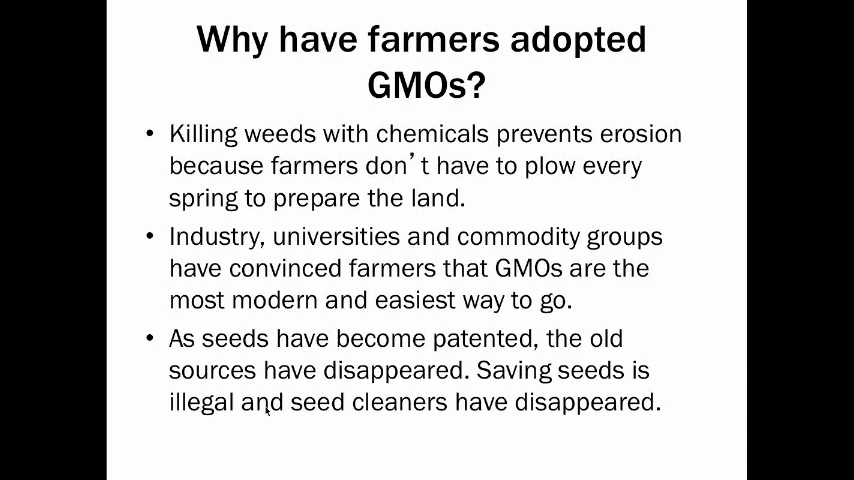 Why have farmers adopted
GMOs?
• Killing weeds with chemicals prevents erosion
because farmers don’t have to plow every
spring to prepare the land.
• Industry, universities and commodity groups
have convinced farmers that GMOs are the
most modern and easiest way to go.
• As seeds have become patented, the old
sources have disappeared. Saving seeds is
illegal and seed cleaners have disappeared.